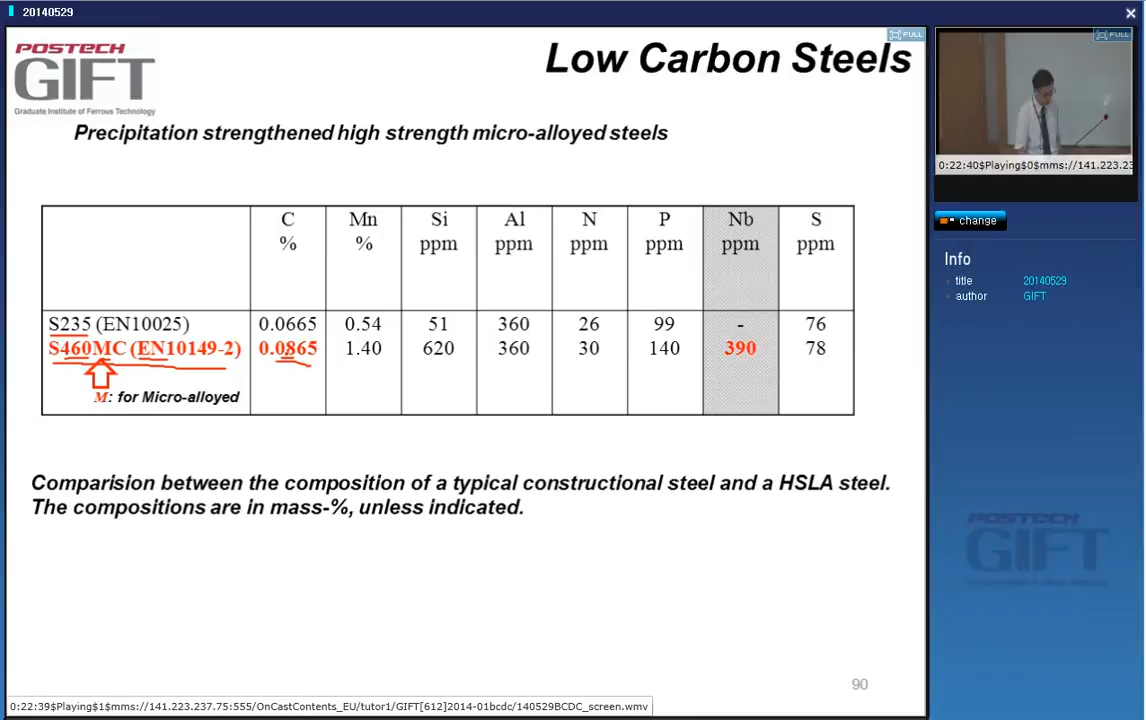 20140529
POSTECH
GIFT
Graduate Institute of Ferrous Technology
FULL
Low Carbon Steels
Precipitation strengthened high strength micro-alloyed steels
C % Mn % Si ppm Al ppm N ppm P ppm Nb ppm S ppm
S235 (EN10025) 0.0665 0.54 51 360 26 99 - 76
S460MC (EN10149-2) 0.0865 1.40 620 360 30 140 390 78
M: for Micro-alloyed
Comparision between the composition of a typical constructional steel and a HSLA steel.
The compositions are in mass-%, unless indicated.
90
0:22:39$Playing$1$mms://141.223.237.75:555/OnCastContents_EU/tutor1/GIFT[612]2014-01bcdc/140529BCDC_screen.wmv
FULL
0:22:40$Playing$0$mms://141.223.23
change
Info
title 20140529
author GIFT
POSTECH
GIFT